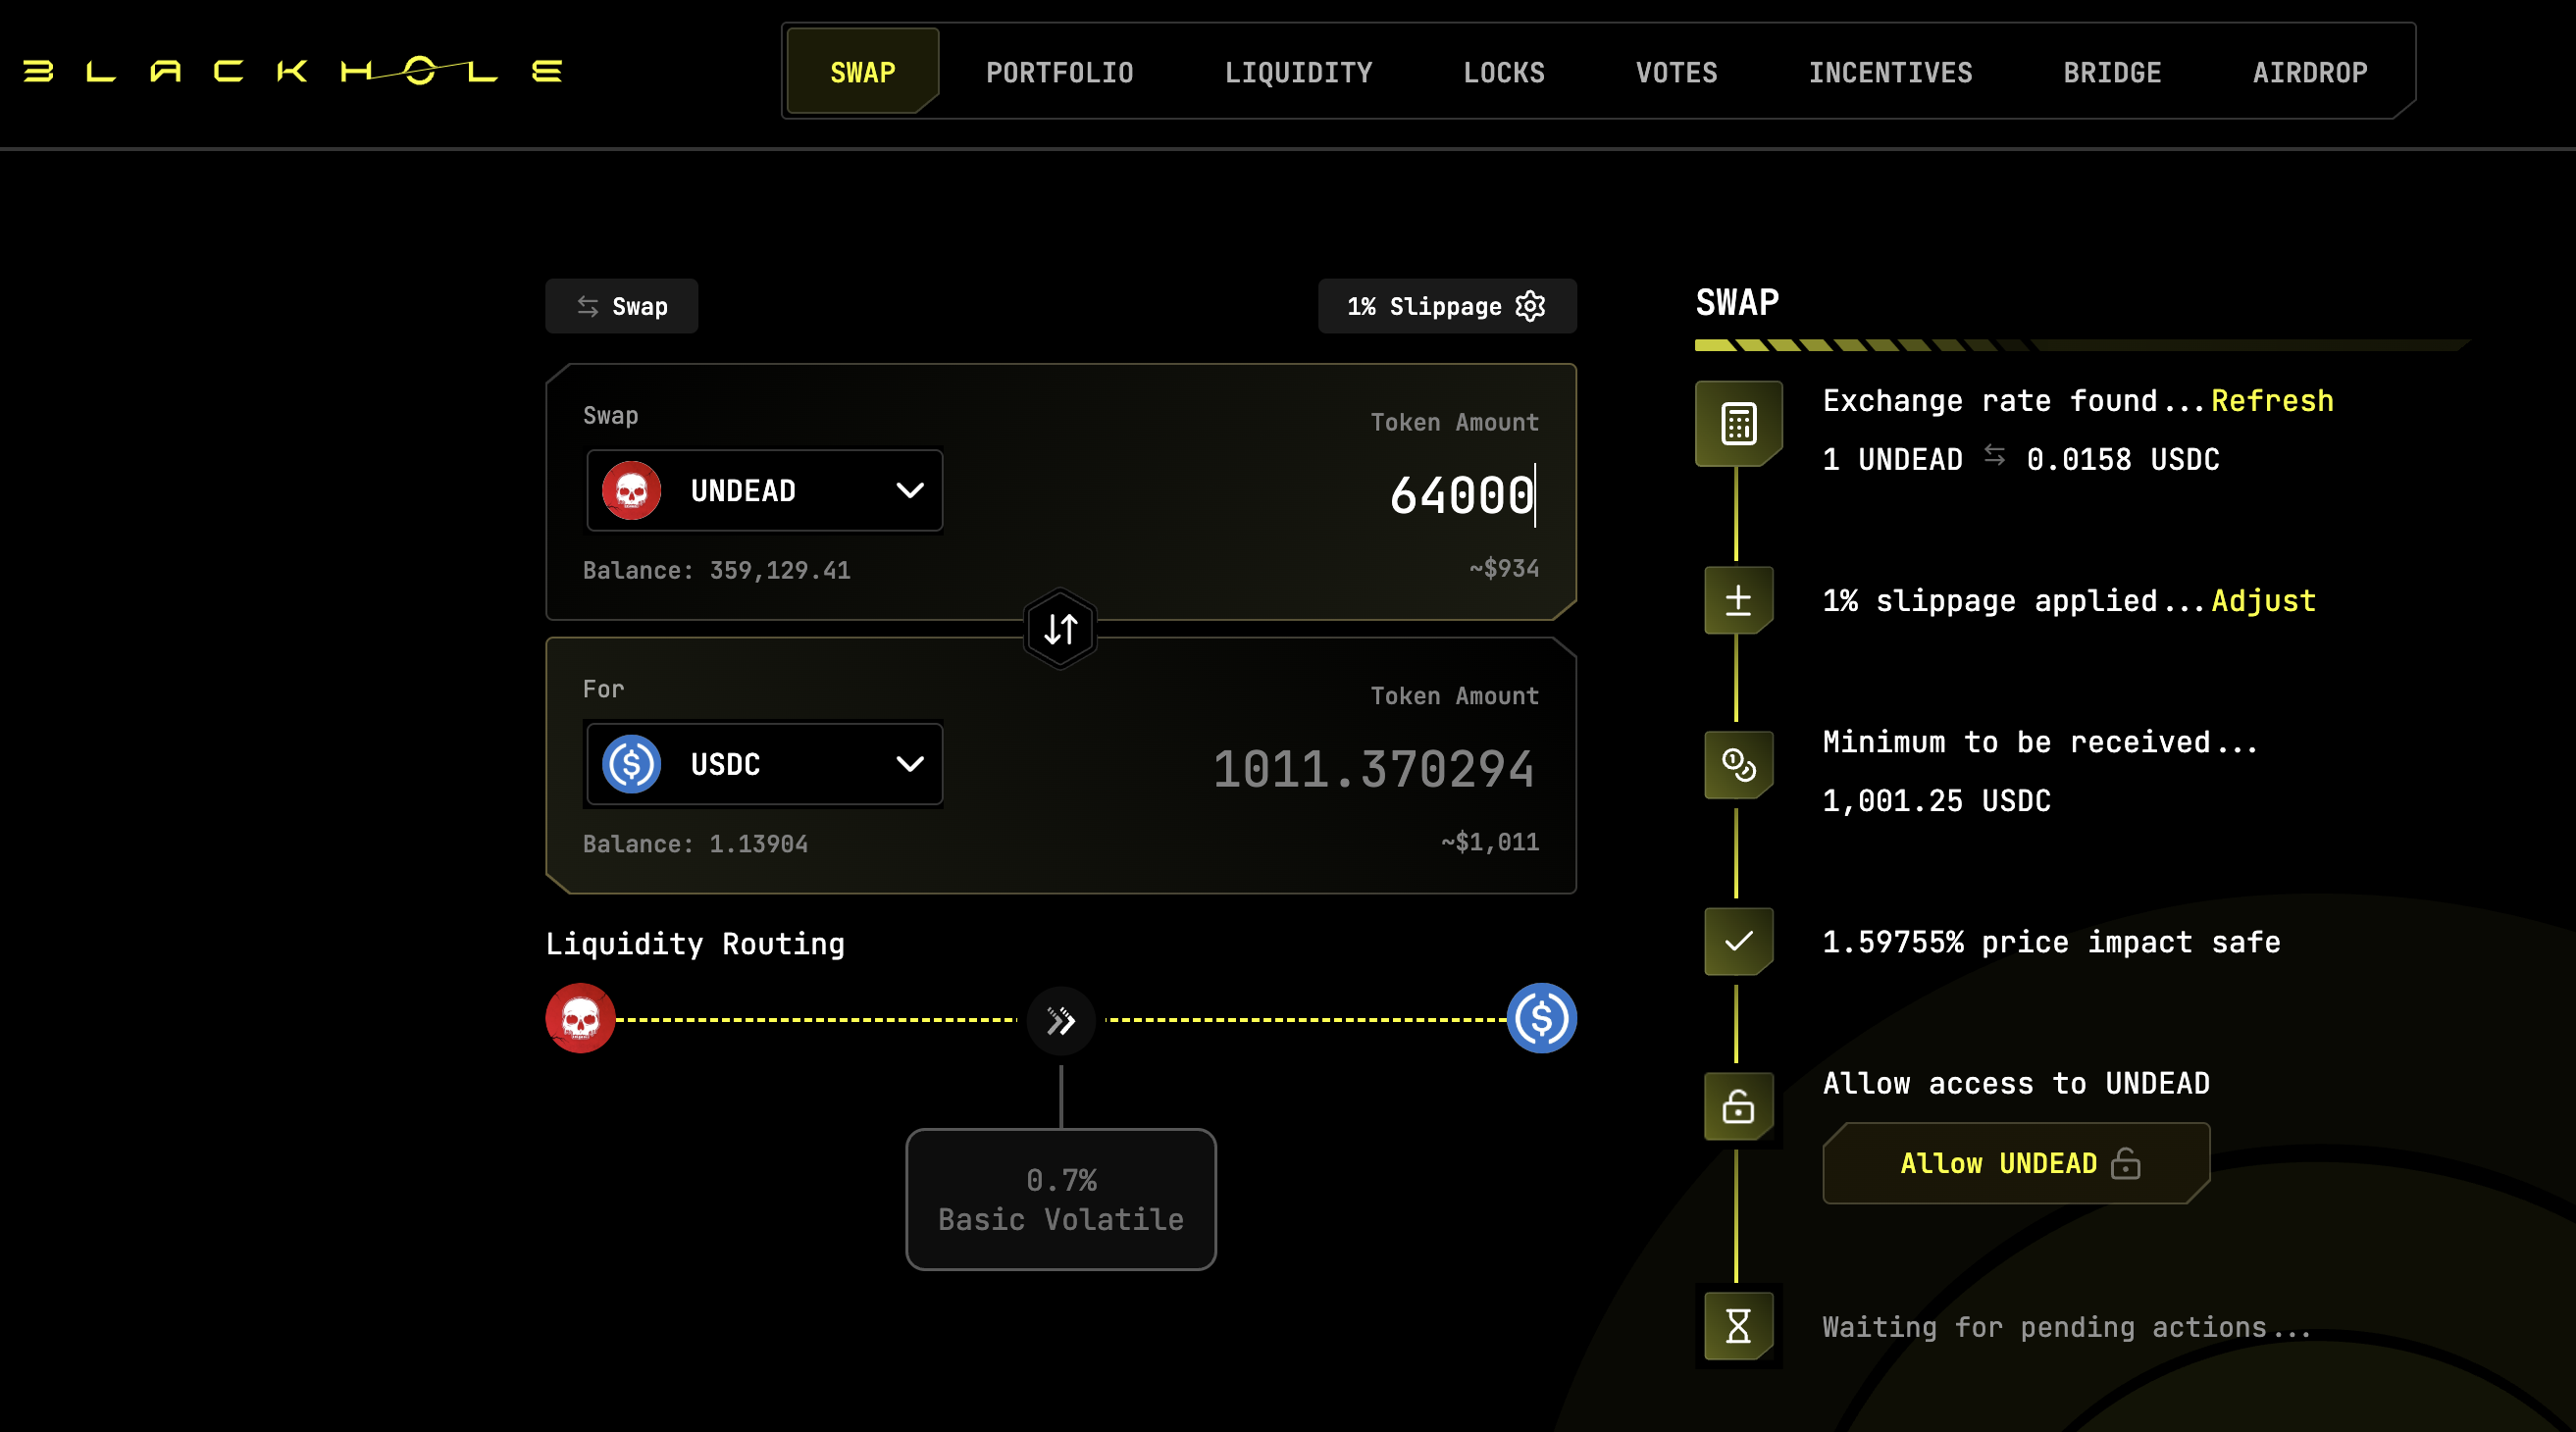 BLACKHOLE
SWAP
PORTFOLIO
LIQUIDITY
LOCKS
VOTES
INCENTIVES
BRIDGE
AIRDROP
Swap
1% Slippage
Swap
Token Amount
UNDEAD
64000
Balance: 359,129.41
~$934
For
Token Amount
USDC
1011.370294
Balance: 1.13904
~$1,011
Liquidity Routing
0.7%
Basic Volatile
SWAP
Exchange rate found...Refresh
1 UNDEAD ⇆ 0.0158 USDC
1% slippage applied...Adjust
Minimum to be received...
1,001.25 USDC
1.59755% price impact safe
Allow access to UNDEAD
Allow UNDEAD
Waiting for pending actions...